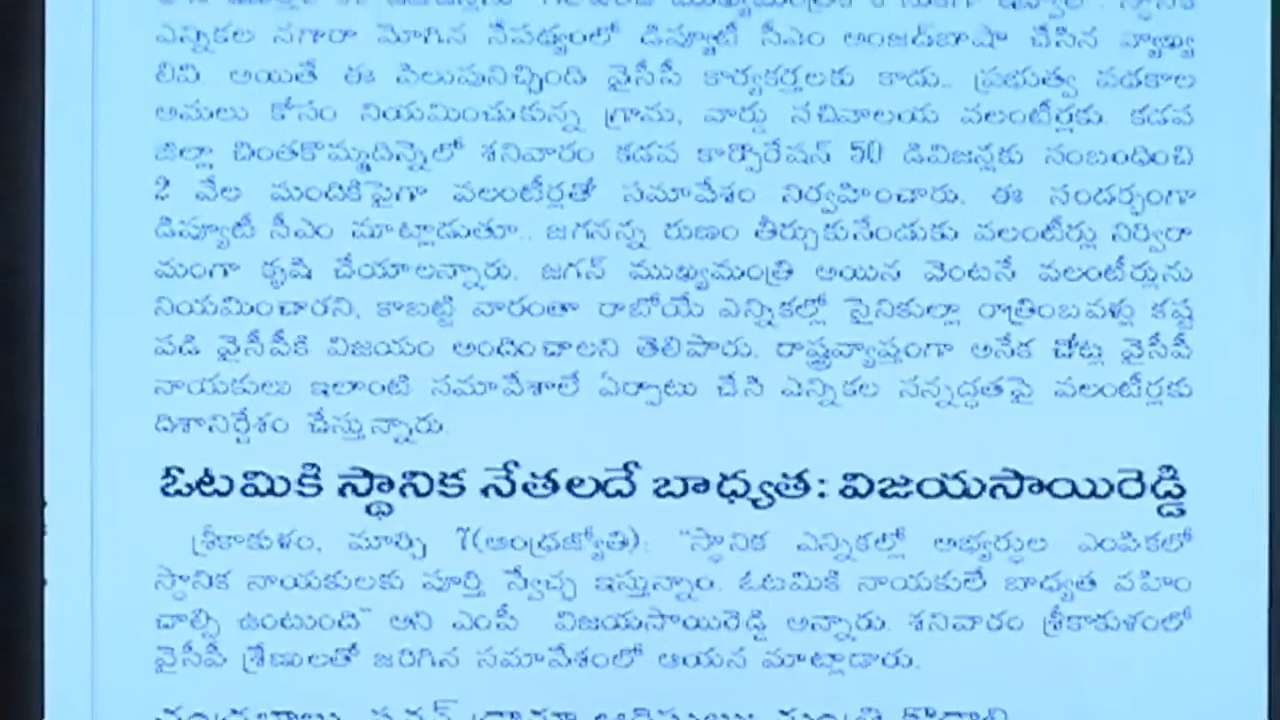 ఎన్నికల నగారా మోగిన నేపథ్యంలో డిప్యూటీ సీఎం అంజద్‌బాషా చేసిన వ్యాఖ్య
లివి. అయితే ఈ పిలుపునిచ్చింది వైసీపీ కార్యకర్తలకు కాదు.. ప్రభుత్వ పథకాల
అమలు కోసం నియమించుకున్న గ్రామ, వార్డు సచివాలయ వలంటీర్లకు. కడప
జిల్లా చింతకొమ్మదిన్నెలో శనివారం కడప కార్పొరేషన్ 50 డివిజన్లకు సంబంధించి
2 వేల మందికిపైగా వలంటీర్లతో సమావేశం నిర్వహించారు. ఈ సందర్భంగా
డిప్యూటీ సీఎం మాట్లాడుతూ.. జగనన్న రుణం తీర్చుకునేందుకు వలంటీర్లు నిర్విరా
మంగా కృషి చేయాలన్నారు. జగన్ ముఖ్యమంత్రి అయిన వెంటనే వలంటీర్లును
నియమించారని, కాబట్టి వారంతా రాబోయే ఎన్నికల్లో సైనికుల్లా రాత్రింబవళ్లు కష్ట
పడి వైసీపీకి విజయం అందించాలని తెలిపారు. రాష్ట్రవ్యాప్తంగా అనేక చోట్ల వైసీపీ
నాయకులు ఇలాంటి సమావేశాలే ఏర్పాటు చేసి ఎన్నికల సన్నద్ధతపై వలంటీర్లకు
దిశానిర్దేశం చేస్తున్నారు.
ఓటమికి స్థానిక నేతలదే బాధ్యత: విజయసాయిరెడ్డి
శ్రీకాకుళం, మార్చి 7(ఆంధ్రజ్యోతి): "స్థానిక ఎన్నికల్లో అభ్యర్థుల ఎంపికలో
స్థానిక నాయకులకు పూర్తి స్వేచ్ఛ ఇస్తున్నాం. ఓటమికి నాయకులే బాధ్యత వహిం
చాల్సి ఉంటుంది" అని ఎంపీ విజయసాయిరెడ్డి అన్నారు. శనివారం శ్రీకాకుళంలో
వైసీపీ శ్రేణులతో జరిగిన సమావేశంలో ఆయన మాట్లాడారు.